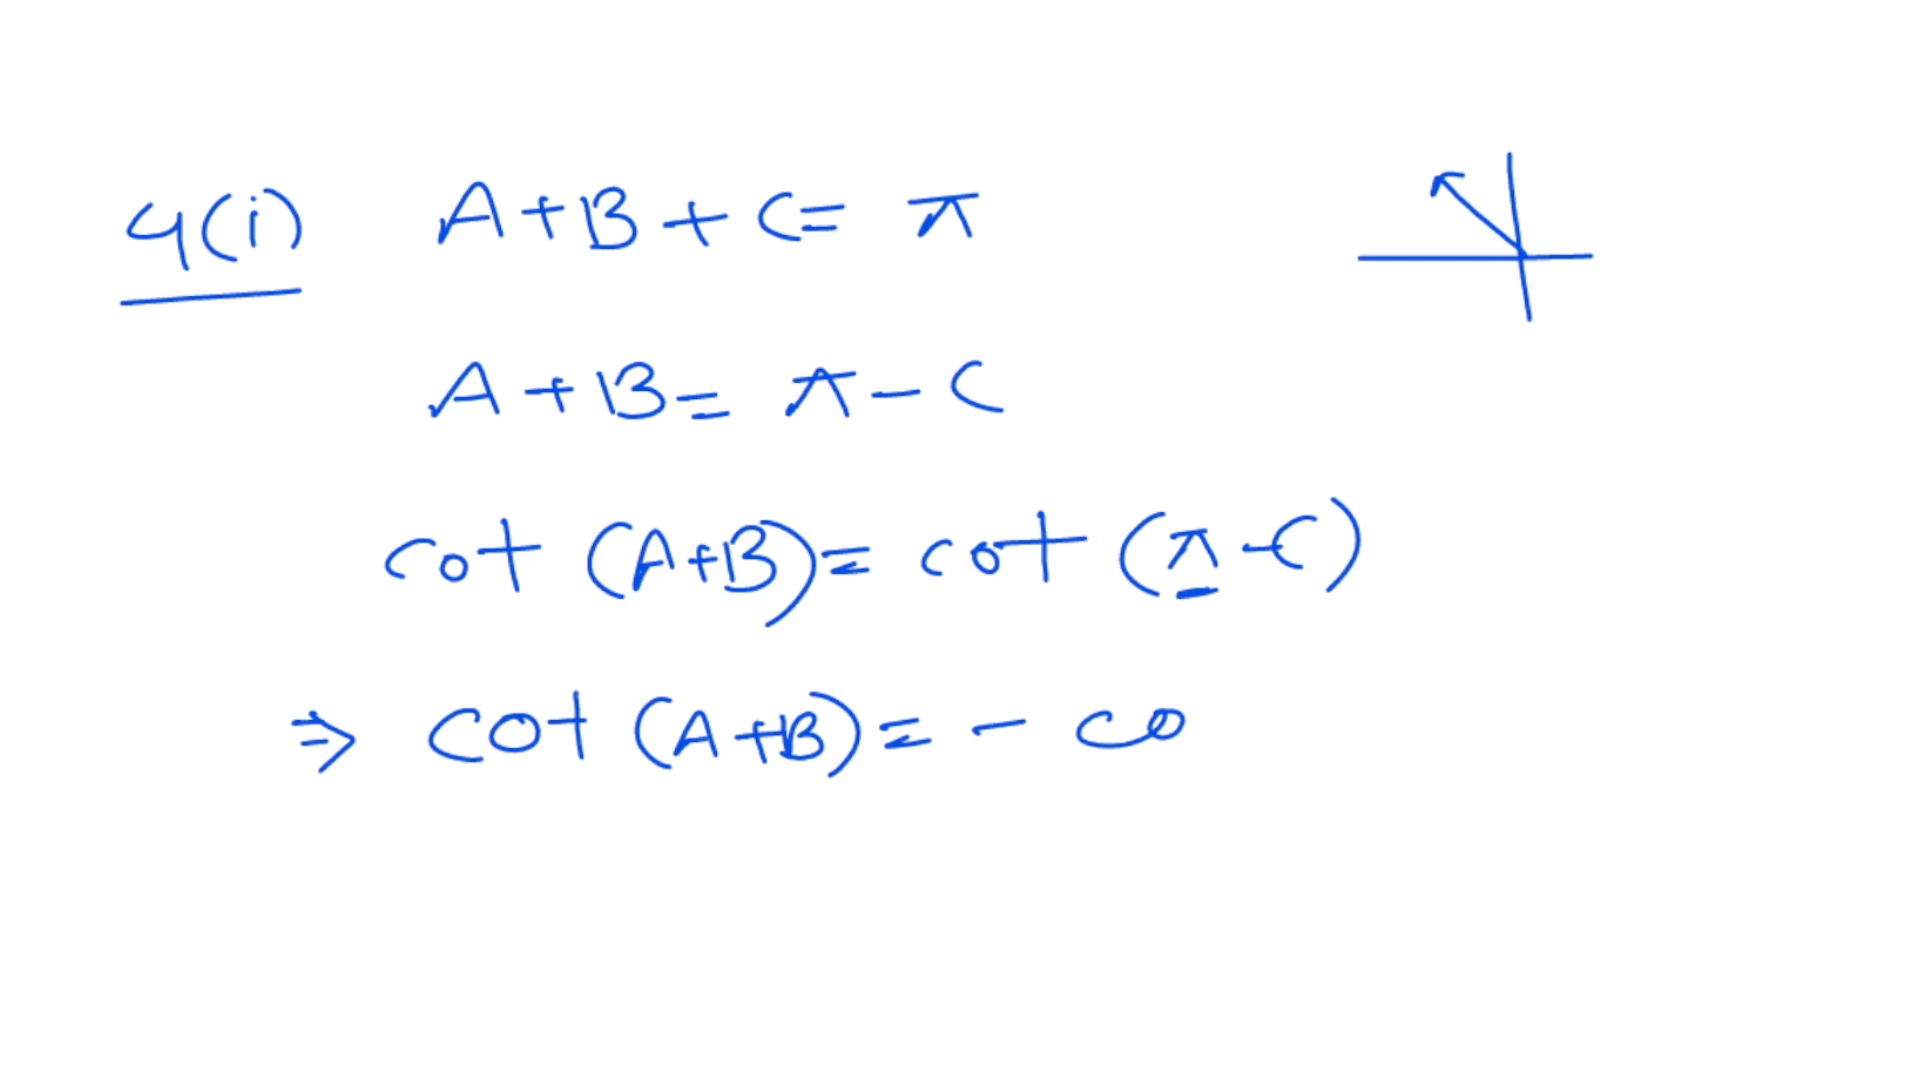 4(i) A+B+C= π
A+B= π-C
cot (A+B)= cot (π-C)
⇒ cot (A+B)= - co